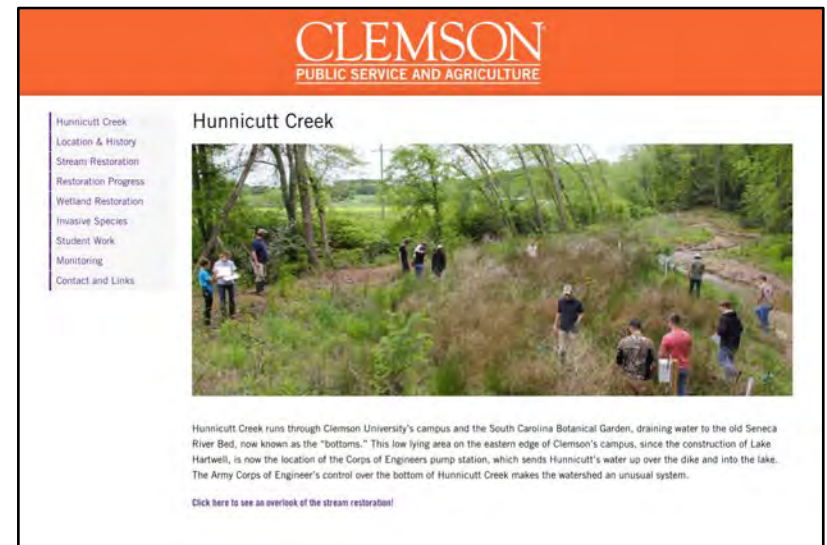 CLEMSON
PUBLIC SERVICE AND AGRICULTURE
Hunnicutt Creek
Location & History
Stream Restoration
Restoration Progress
Wetland Restoration
Invasive Species
Student Work
Monitoring
Contact and Links
Hunnicutt Creek
Hunnicutt Creek runs through Clemson University's campus and the South Carolina Botanical Garden, draining water to the old Seneca
River Bed, now known as the "bottoms." This low lying area on the eastern edge of Clemson's campus, since the construction of Lake
Hartwell, is now the location of the Corps of Engineers pump station, which sends Hunnicutt's water up over the dike and into the lake.
The Army Corps of Engineer's control over the bottom of Hunnicutt Creek makes the watershed an unusual system.
Click here to see an overlook of the stream restoration!